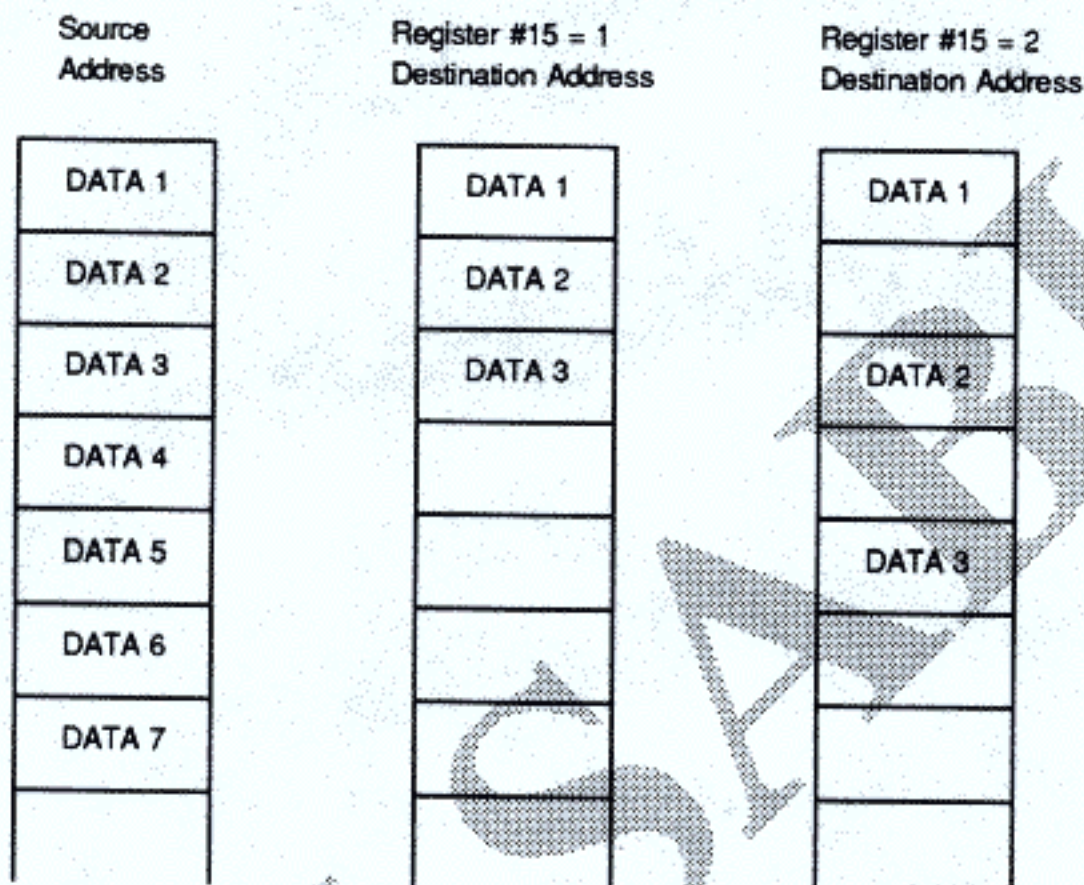 Source
Address
DATA 1
DATA 2
DATA 3
DATA 4
DATA 5
DATA 6
DATA 7
Register #15 = 1
Destination Address
DATA 1
DATA 2
DATA 3
Register #15 = 2
Destination Address
DATA 1
DATA 2
DATA 3